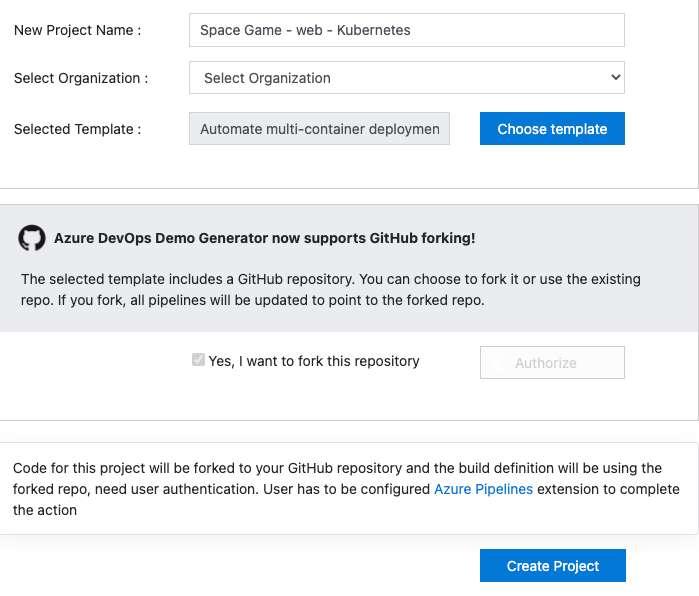 New Project Name :
Space Game - web - Kubernetes
Select Organization :
Select Organization
Selected Template :
Automate multi-container deploymen
Choose template
Azure DevOps Demo Generator now supports GitHub forking!
The selected template includes a GitHub repository. You can choose to fork it or use the existing
repo. If you fork, all pipelines will be updated to point to the forked repo.
Yes, I want to fork this repository
Authorize
Code for this project will be forked to your GitHub repository and the build definition will be using the
forked repo, need user authentication. User has to be configured Azure Pipelines extension to complete
the action
Create Project